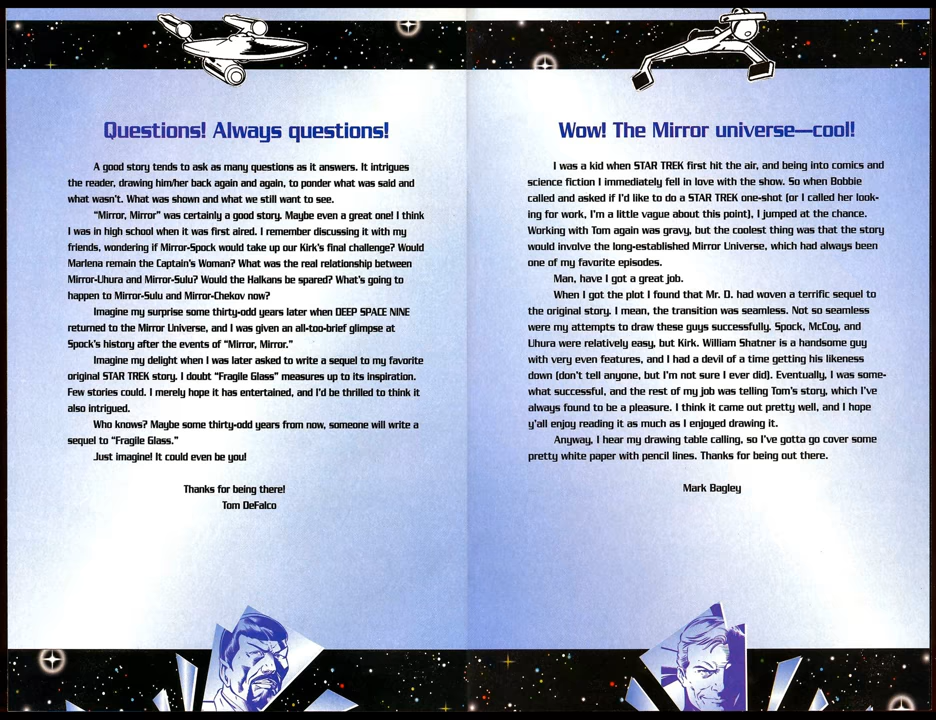 Questions! Always questions!
A good story tends to ask as many questions as it answers. It intrigues
the reader, drawing him/her back again and again, to ponder what was said and
what wasn't. What was shown and what we still want to see.
"Mirror, Mirror" was certainly a good story. Maybe even a great one! I think
I was in high school when it was first aired. I remember discussing it with my
friends, wondering if Mirror-Spock would take up our Kirk's final challenge? Would
Marlena remain the Captain's Woman? What was the real relationship between
Mirror-Uhura and Mirror-Sulu? Would the Halkans be spared? What's going to
happen to Mirror-Sulu and Mirror-Chekov now?
Imagine my surprise some thirty-odd years later when DEEP SPACE NINE
returned to the Mirror Universe, and I was given an all-too-brief glimpse at
Spock's history after the events of "Mirror, Mirror."
Imagine my delight when I was later asked to write a sequel to my favorite
original STAR TREK story. I doubt "Fragile Glass" measures up to its inspiration.
Few stories could. I merely hope it has entertained, and I'd be thrilled to think it
also intrigued.
Who knows? Maybe some thirty-odd years from now, someone will write a
sequel to "Fragile Glass."
Just imagine! It could even be you!
Thanks for being there!
Tom DeFalco
Wow! The Mirror universe—cool!
I was a kid when STAR TREK first hit the air, and being into comics and
science fiction I immediately fell in love with the show. So when Bobbie
called and asked if I'd like to do a STAR TREK one-shot (or I called her look-
ing for work, I'm a little vague about this point), I jumped at the chance.
Working with Tom again was gravy, but the coolest thing was that the story
would involve the long-established Mirror Universe, which had always been
one of my favorite episodes.
Man, have I got a great job.
When I got the plot I found that Mr. D. had woven a terrific sequel to
the original story. I mean, the transition was seamless. Not so seamless
were my attempts to draw these guys successfully. Spock, McCoy, and
Uhura were relatively easy, but Kirk. William Shatner is a handsome guy
with very even features, and I had a devil of a time getting his likeness
down (don't tell anyone, but I'm not sure I ever did). Eventually, I was some-
what successful, and the rest of my job was telling Tom's story, which I've
always found to be a pleasure. I think it came out pretty well, and I hope
y'all enjoy reading it as much as I enjoyed drawing it.
Anyway, I hear my drawing table calling, so I've gotta go cover some
pretty white paper with pencil lines. Thanks for being out there.
Mark Bagley